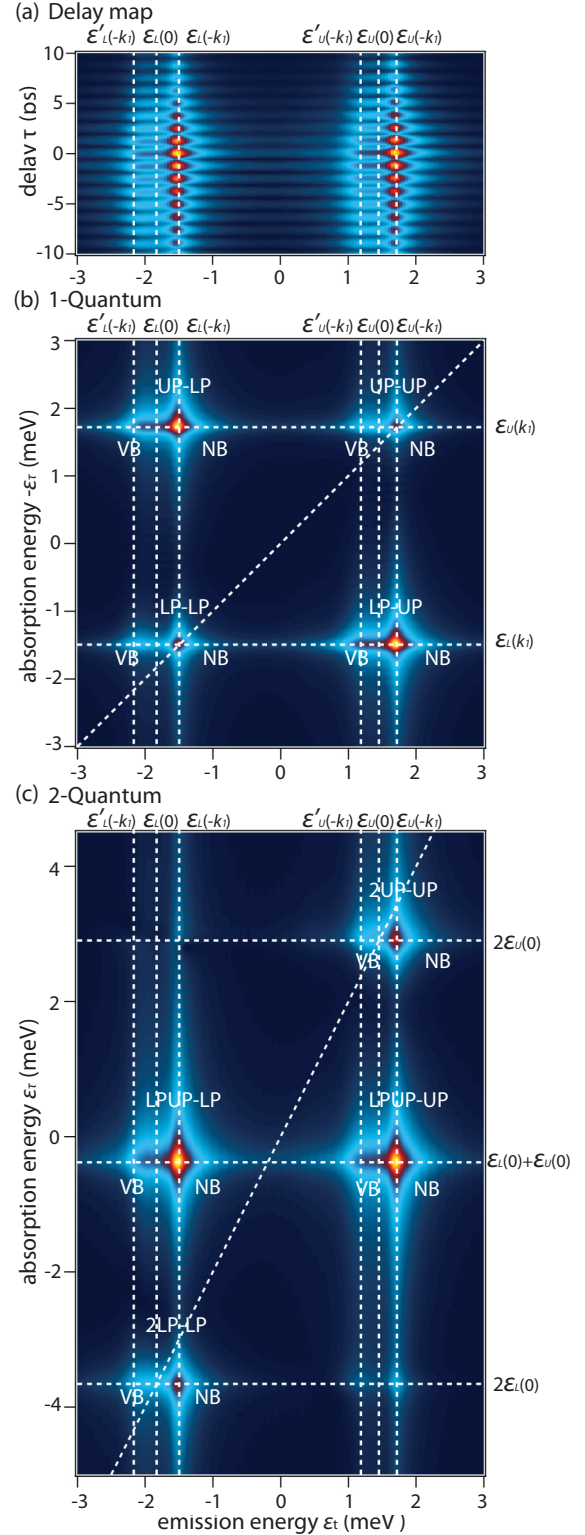 (a) Delay map
ε′L(-k1) εL(0) εL(-k1) ε′U(-k1) εU(0) εU(-k1)
10
5
0
-5
-10
delay τ (ps)
-3 -2 -1 0 1 2 3
(b) 1-Quantum
ε′L(-k1) εL(0) εL(-k1) ε′U(-k1) εU(0) εU(-k1)
3
UP-LP UP-UP
2
εU(k1)
VB NB VB NB
1
absorption energy -ετ (meV)
0
-1
LP-LP LP-UP
εL(k1)
VB NB VB NB
-2
-3
-3 -2 -1 0 1 2 3
(c) 2-Quantum
ε′L(-k1) εL(0) εL(-k1) ε′U(-k1) εU(0) εU(-k1)
4
2UP-UP
2εU(0)
VB NB
2
LPUP-LP LPUP-UP
0
εL(0)+εU(0)
VB NB VB NB
absorption energy ετ (meV)
-2
2LP-LP
2εL(0)
VB NB
-4
-3 -2 -1 0 1 2 3
emission energy εt (meV )